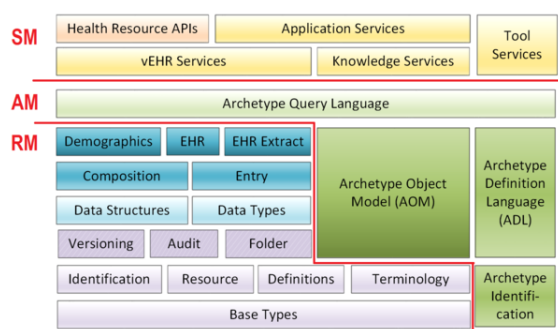 SM
Health Resource APIs
Application Services
Tool
Services
vEHR Services
Knowledge Services
AM
Archetype Query Language
RM
Demographics
EHR
EHR Extract
Archetype Object
Model (AOM)
Archetype
Definition
Language
(ADL)
Composition
Entry
Data Structures
Data Types
Versioning
Audit
Folder
Identification
Resource
Definitions
Terminology
Archetype
Identifi-
cation
Base Types